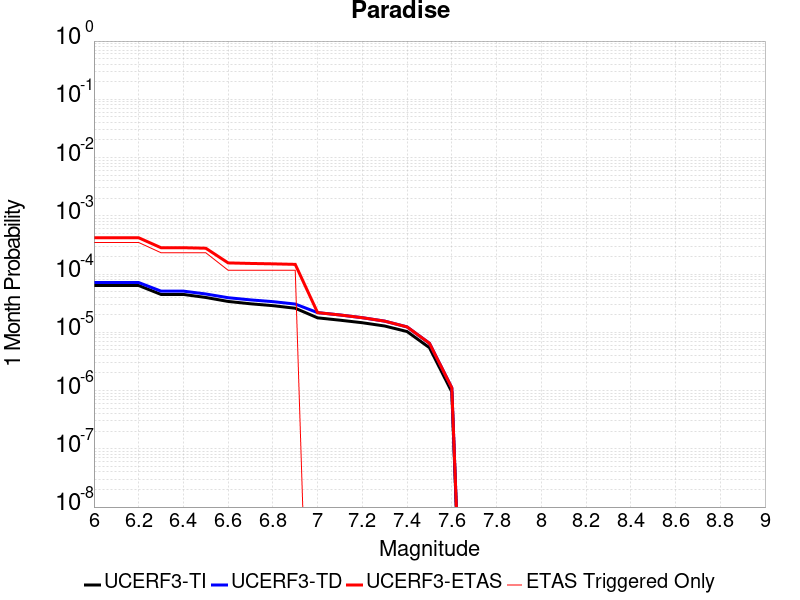 Paradise
10^0
10^-1
10^-2
10^-3
10^-4
10^-5
10^-6
10^-7
10^-8
1 Month Probability
6 6.2 6.4 6.6 6.8 7 7.2 7.4 7.6 7.8 8 8.2 8.4 8.6 8.8 9
Magnitude
UCERF3-TI UCERF3-TD UCERF3-ETAS ETAS Triggered Only